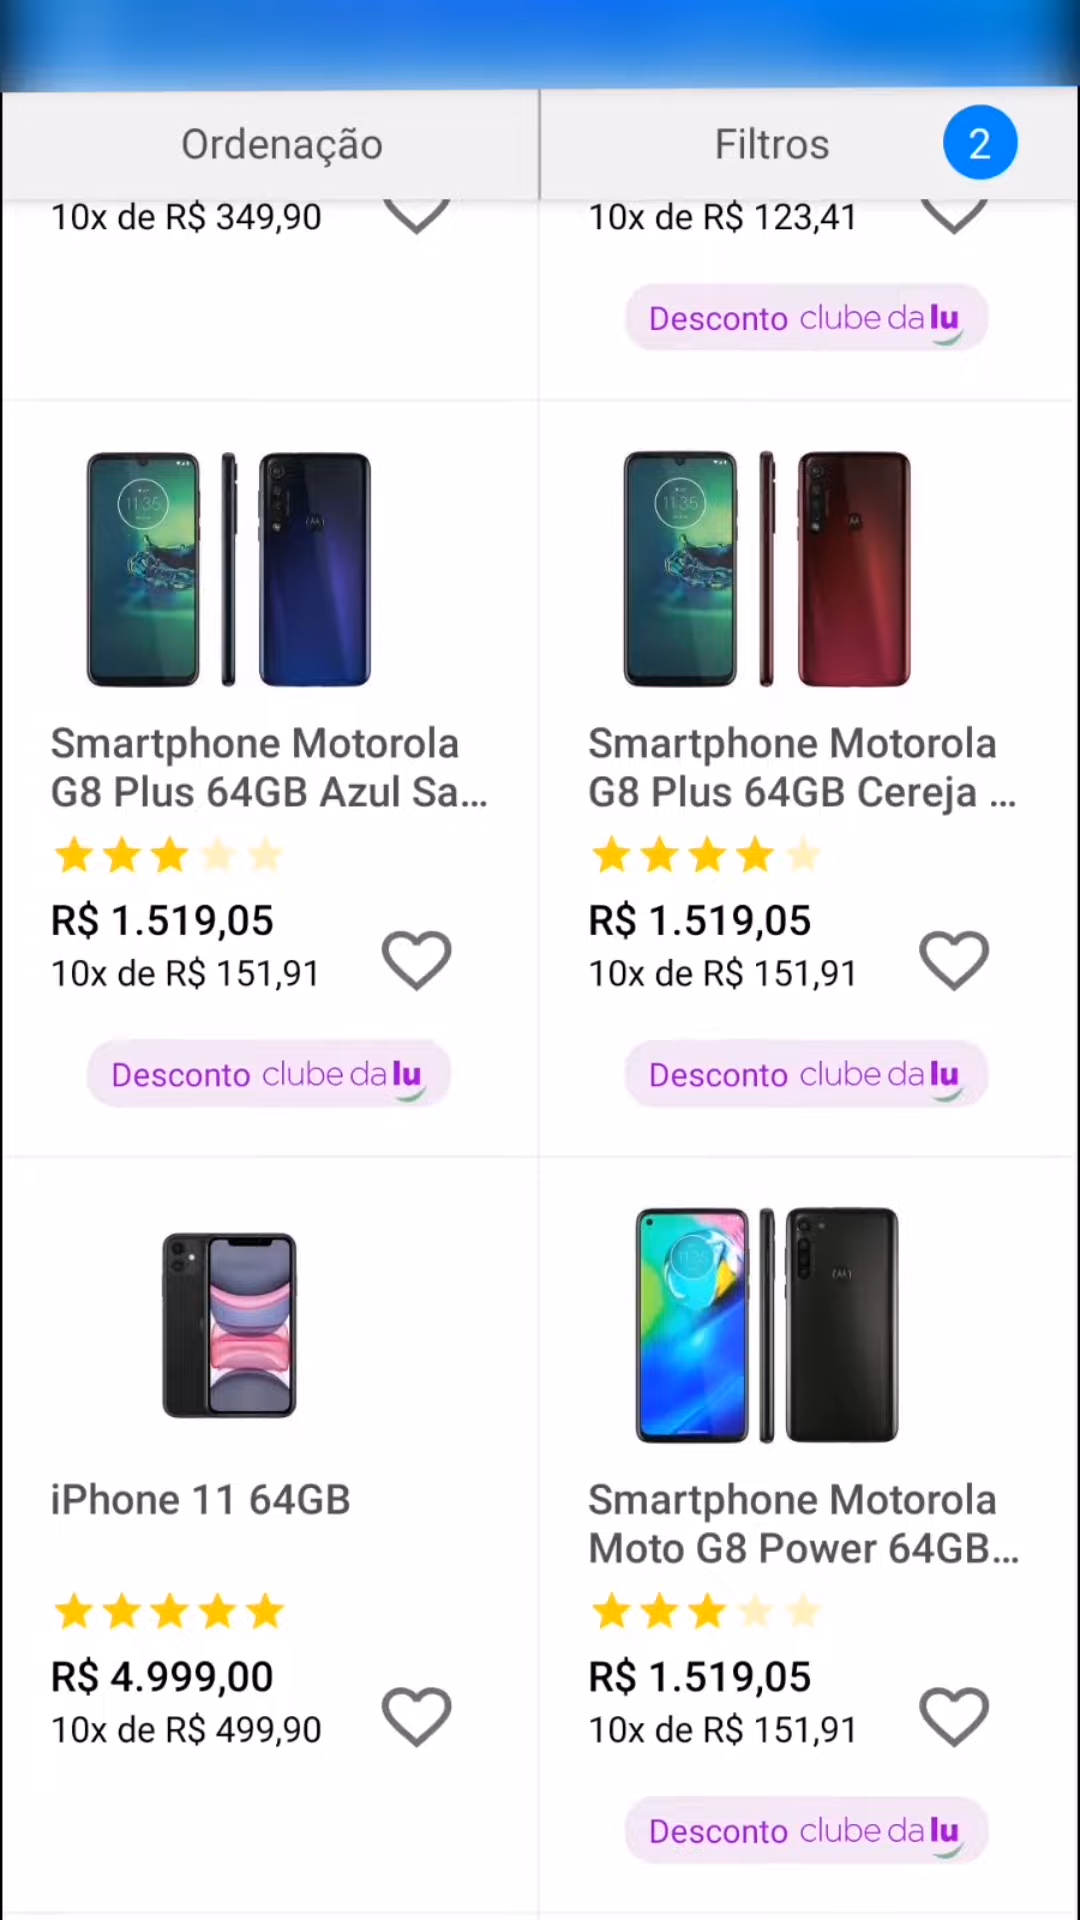 Ordenação
Filtros
2
10x de R$ 349,90
10x de R$ 123,41
Desconto clube da lu
Smartphone Motorola
G8 Plus 64GB Azul Sa...
R$ 1.519,05
10x de R$ 151,91
Desconto clube da lu
Smartphone Motorola
G8 Plus 64GB Cereja ...
R$ 1.519,05
10x de R$ 151,91
Desconto clube da lu
iPhone 11 64GB
R$ 4.999,00
10x de R$ 499,90
Smartphone Motorola
Moto G8 Power 64GB...
R$ 1.519,05
10x de R$ 151,91
Desconto clube da lu